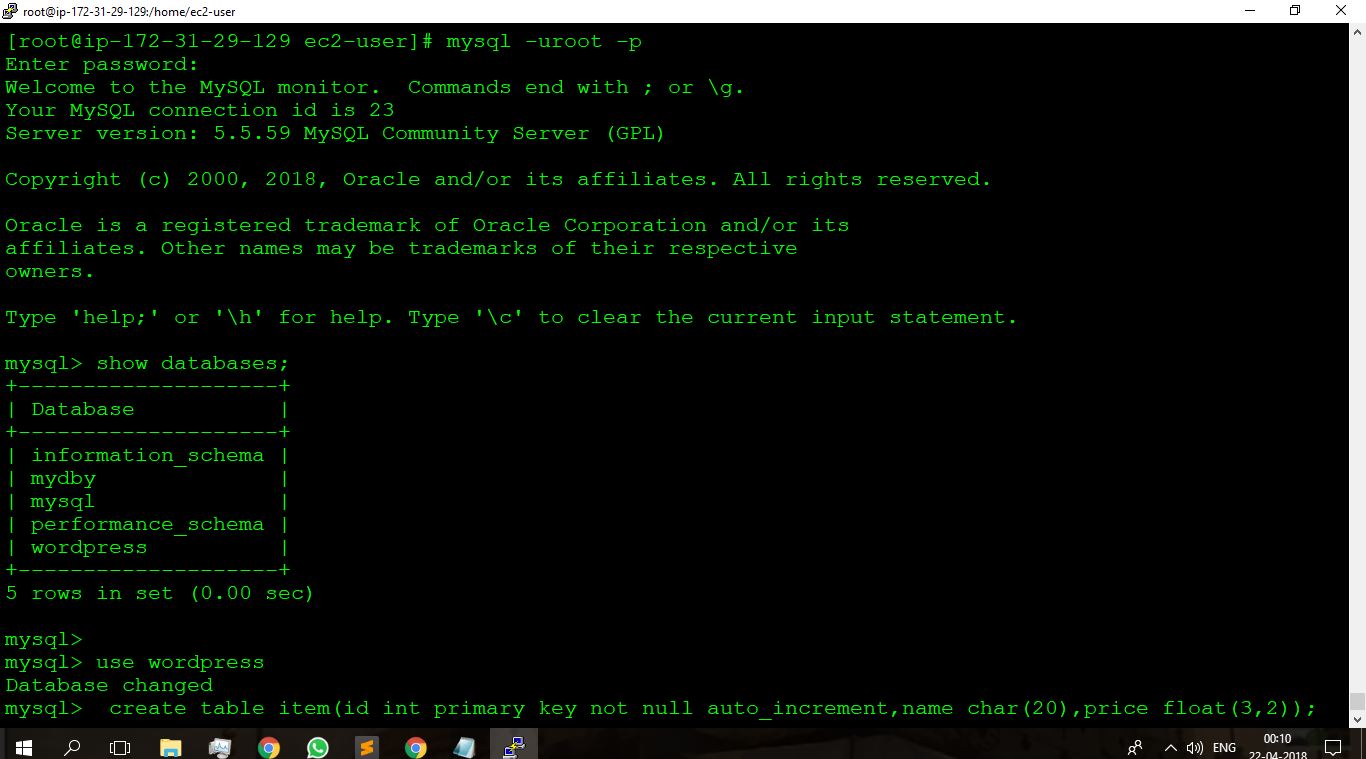 root@ip-172-31-29-129:/home/ec2-user
[root@ip-172-31-29-129 ec2-user]# mysql -uroot -p
Enter password:
Welcome to the MySQL monitor.  Commands end with ; or \g.
Your MySQL connection id is 23
Server version: 5.5.59 MySQL Community Server (GPL)

Copyright (c) 2000, 2018, Oracle and/or its affiliates. All rights reserved.

Oracle is a registered trademark of Oracle Corporation and/or its
affiliates. Other names may be trademarks of their respective
owners.

Type 'help;' or '\h' for help. Type '\c' to clear the current input statement.

mysql> show databases;
+--------------------+
| Database           |
+--------------------+
| information_schema |
| mydby              |
| mysql              |
| performance_schema |
| wordpress          |
+--------------------+
5 rows in set (0.00 sec)

mysql>
mysql> use wordpress
Database changed
mysql>  create table item(id int primary key not null auto_increment,name char(20),price float(3,2));
ENG
00:10
22-04-2018